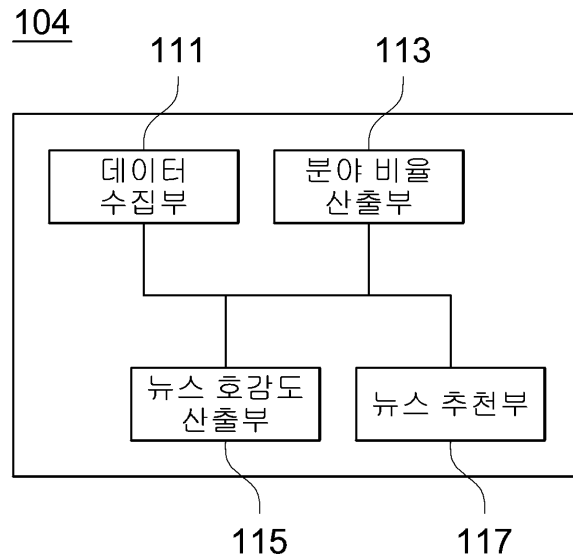 104
111
113
데이터
수집부
분야 비율
산출부
뉴스 호감도
산출부
뉴스 추천부
115
117